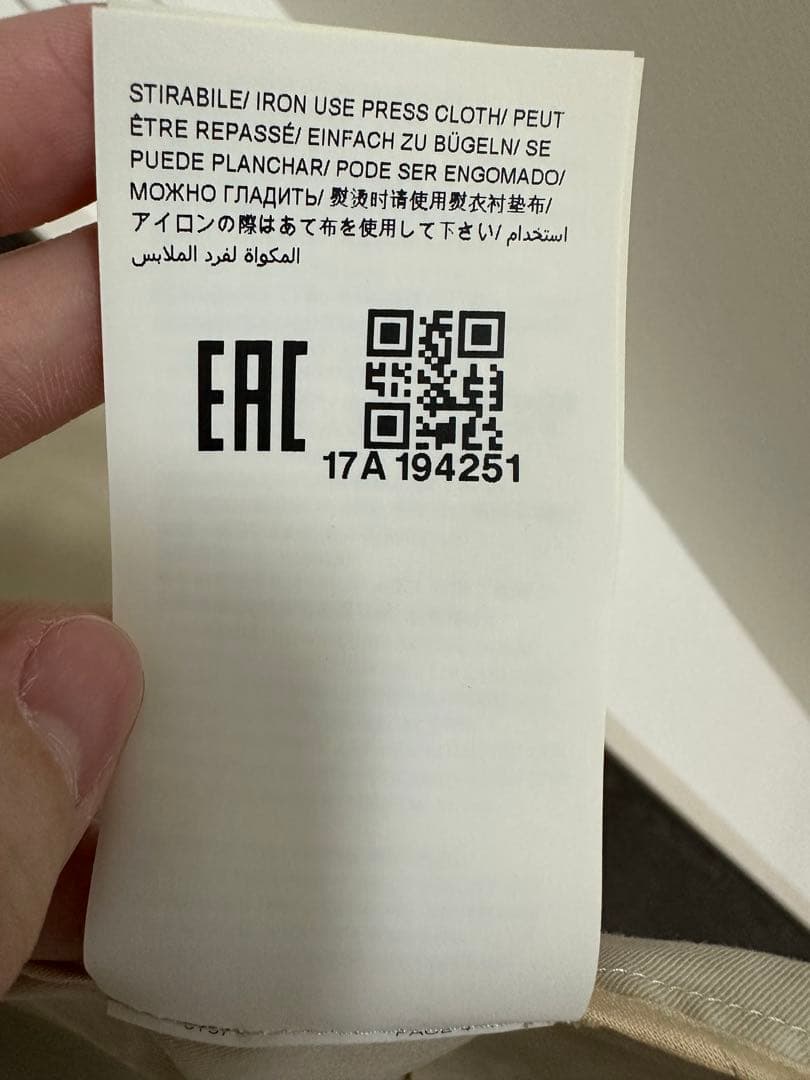 STIRABILE/ IRON USE PRESS CLOTH/ PEUT
ÊTRE REPASSÉ/ EINFACH ZU BÜGELN/ SE
PUEDE PLANCHAR/ PODE SER ENGOMADO/
МОЖНО ГЛАДИТЬ/ 熨烫时请使用熨衣衬垫布/
アイロンの際はあて布を使用して下さい/ استخدام
المكواة لفرد الملابس
EAC
17A 194251